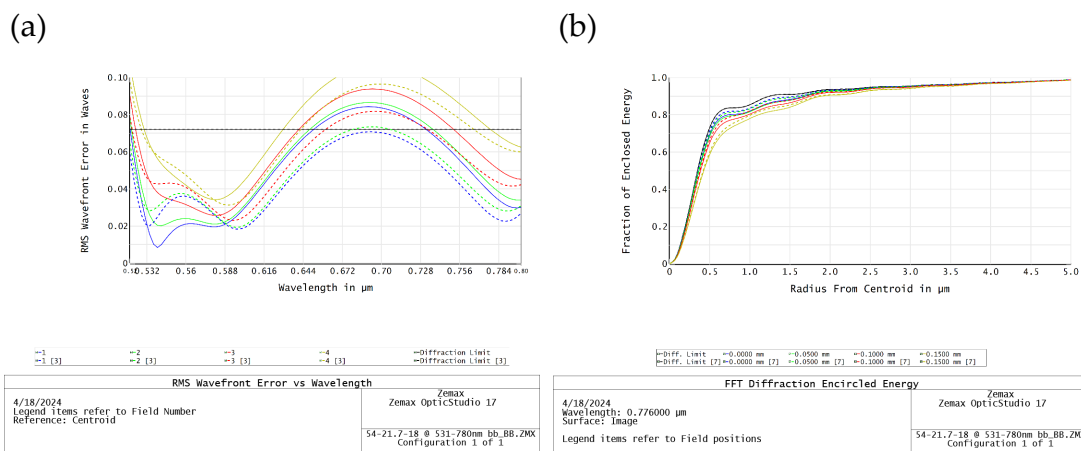 (a)
(b)
RMS Wavefront Error in Waves
0.10
0.08
0.06
0.04
0.02
0
0.532 0.56 0.588 0.616 0.644 0.672 0.70 0.728 0.756 0.784 0.80
Wavelength in µm
Fraction of Enclosed Energy
1.0
0.8
0.6
0.4
0.2
0
0 0.5 1.0 1.5 2.0 2.5 3.0 3.5 4.0 4.5 5.0
Radius From Centroid in µm
1 2 3 4 Diffraction Limit
1 [3] 2 [3] 3 [3] 4 [3] Diffraction Limit [3]
Diff. Limit 0.0000 mm 0.0500 mm 0.1000 mm 0.1500 mm
Diff. Limit [7] 0.0000 mm [7] 0.0500 mm [7] 0.1000 mm [7] 0.1500 mm [7]
RMS Wavefront Error vs Wavelength
4/18/2024
Legend items refer to Field Number
Reference: Centroid
Zemax
Zemax OpticStudio 17
54-21.7-18 @ 531-780nm bb_BB.ZMX
Configuration 1 of 1
FFT Diffraction Encircled Energy
4/18/2024
Wavelength: 0.776000 µm
Surface: Image
Legend items refer to Field positions
Zemax
Zemax OpticStudio 17
54-21.7-18 @ 531-780nm bb_BB.ZMX
Configuration 1 of 1